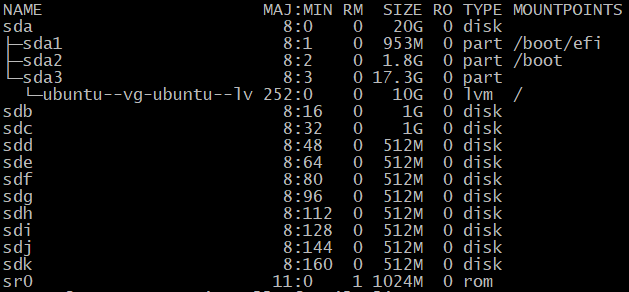 NAME MAJ:MIN RM SIZE RO TYPE MOUNTPOINTS
sda 8:0 0 20G 0 disk
├─sda1 8:1 0 953M 0 part /boot/efi
├─sda2 8:2 0 1.8G 0 part /boot
└─sda3 8:3 0 17.3G 0 part
└─ubuntu--vg-ubuntu--lv 252:0 0 10G 0 lvm /
sdb 8:16 0 1G 0 disk
sdc 8:32 0 1G 0 disk
sdd 8:48 0 512M 0 disk
sde 8:64 0 512M 0 disk
sdf 8:80 0 512M 0 disk
sdg 8:96 0 512M 0 disk
sdh 8:112 0 512M 0 disk
sdi 8:128 0 512M 0 disk
sdj 8:144 0 512M 0 disk
sdk 8:160 0 512M 0 disk
sr0 11:0 1 1024M 0 rom